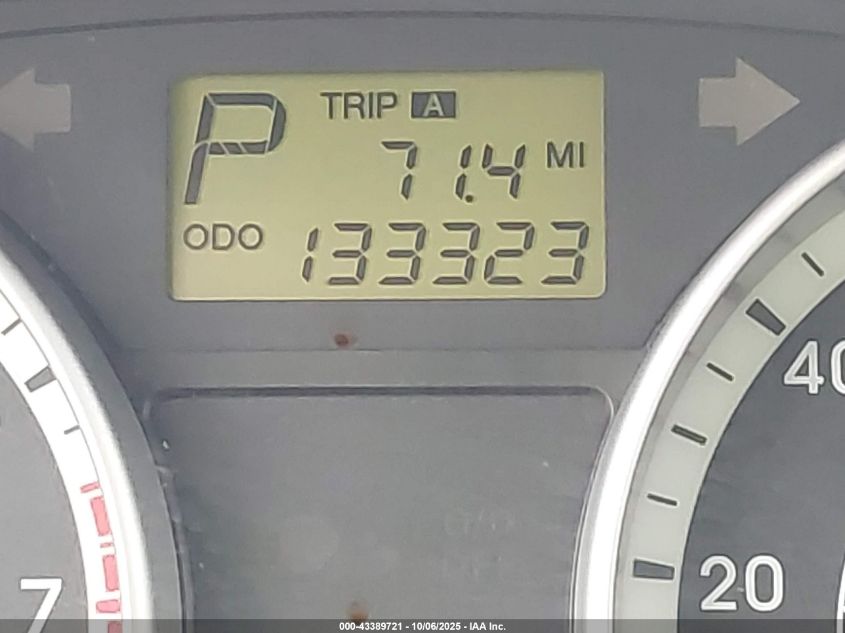 P
TRIP A
71.4 MI
ODO 133323
40
20
7
000-43389721 - 10/06/2025 - IAA Inc.